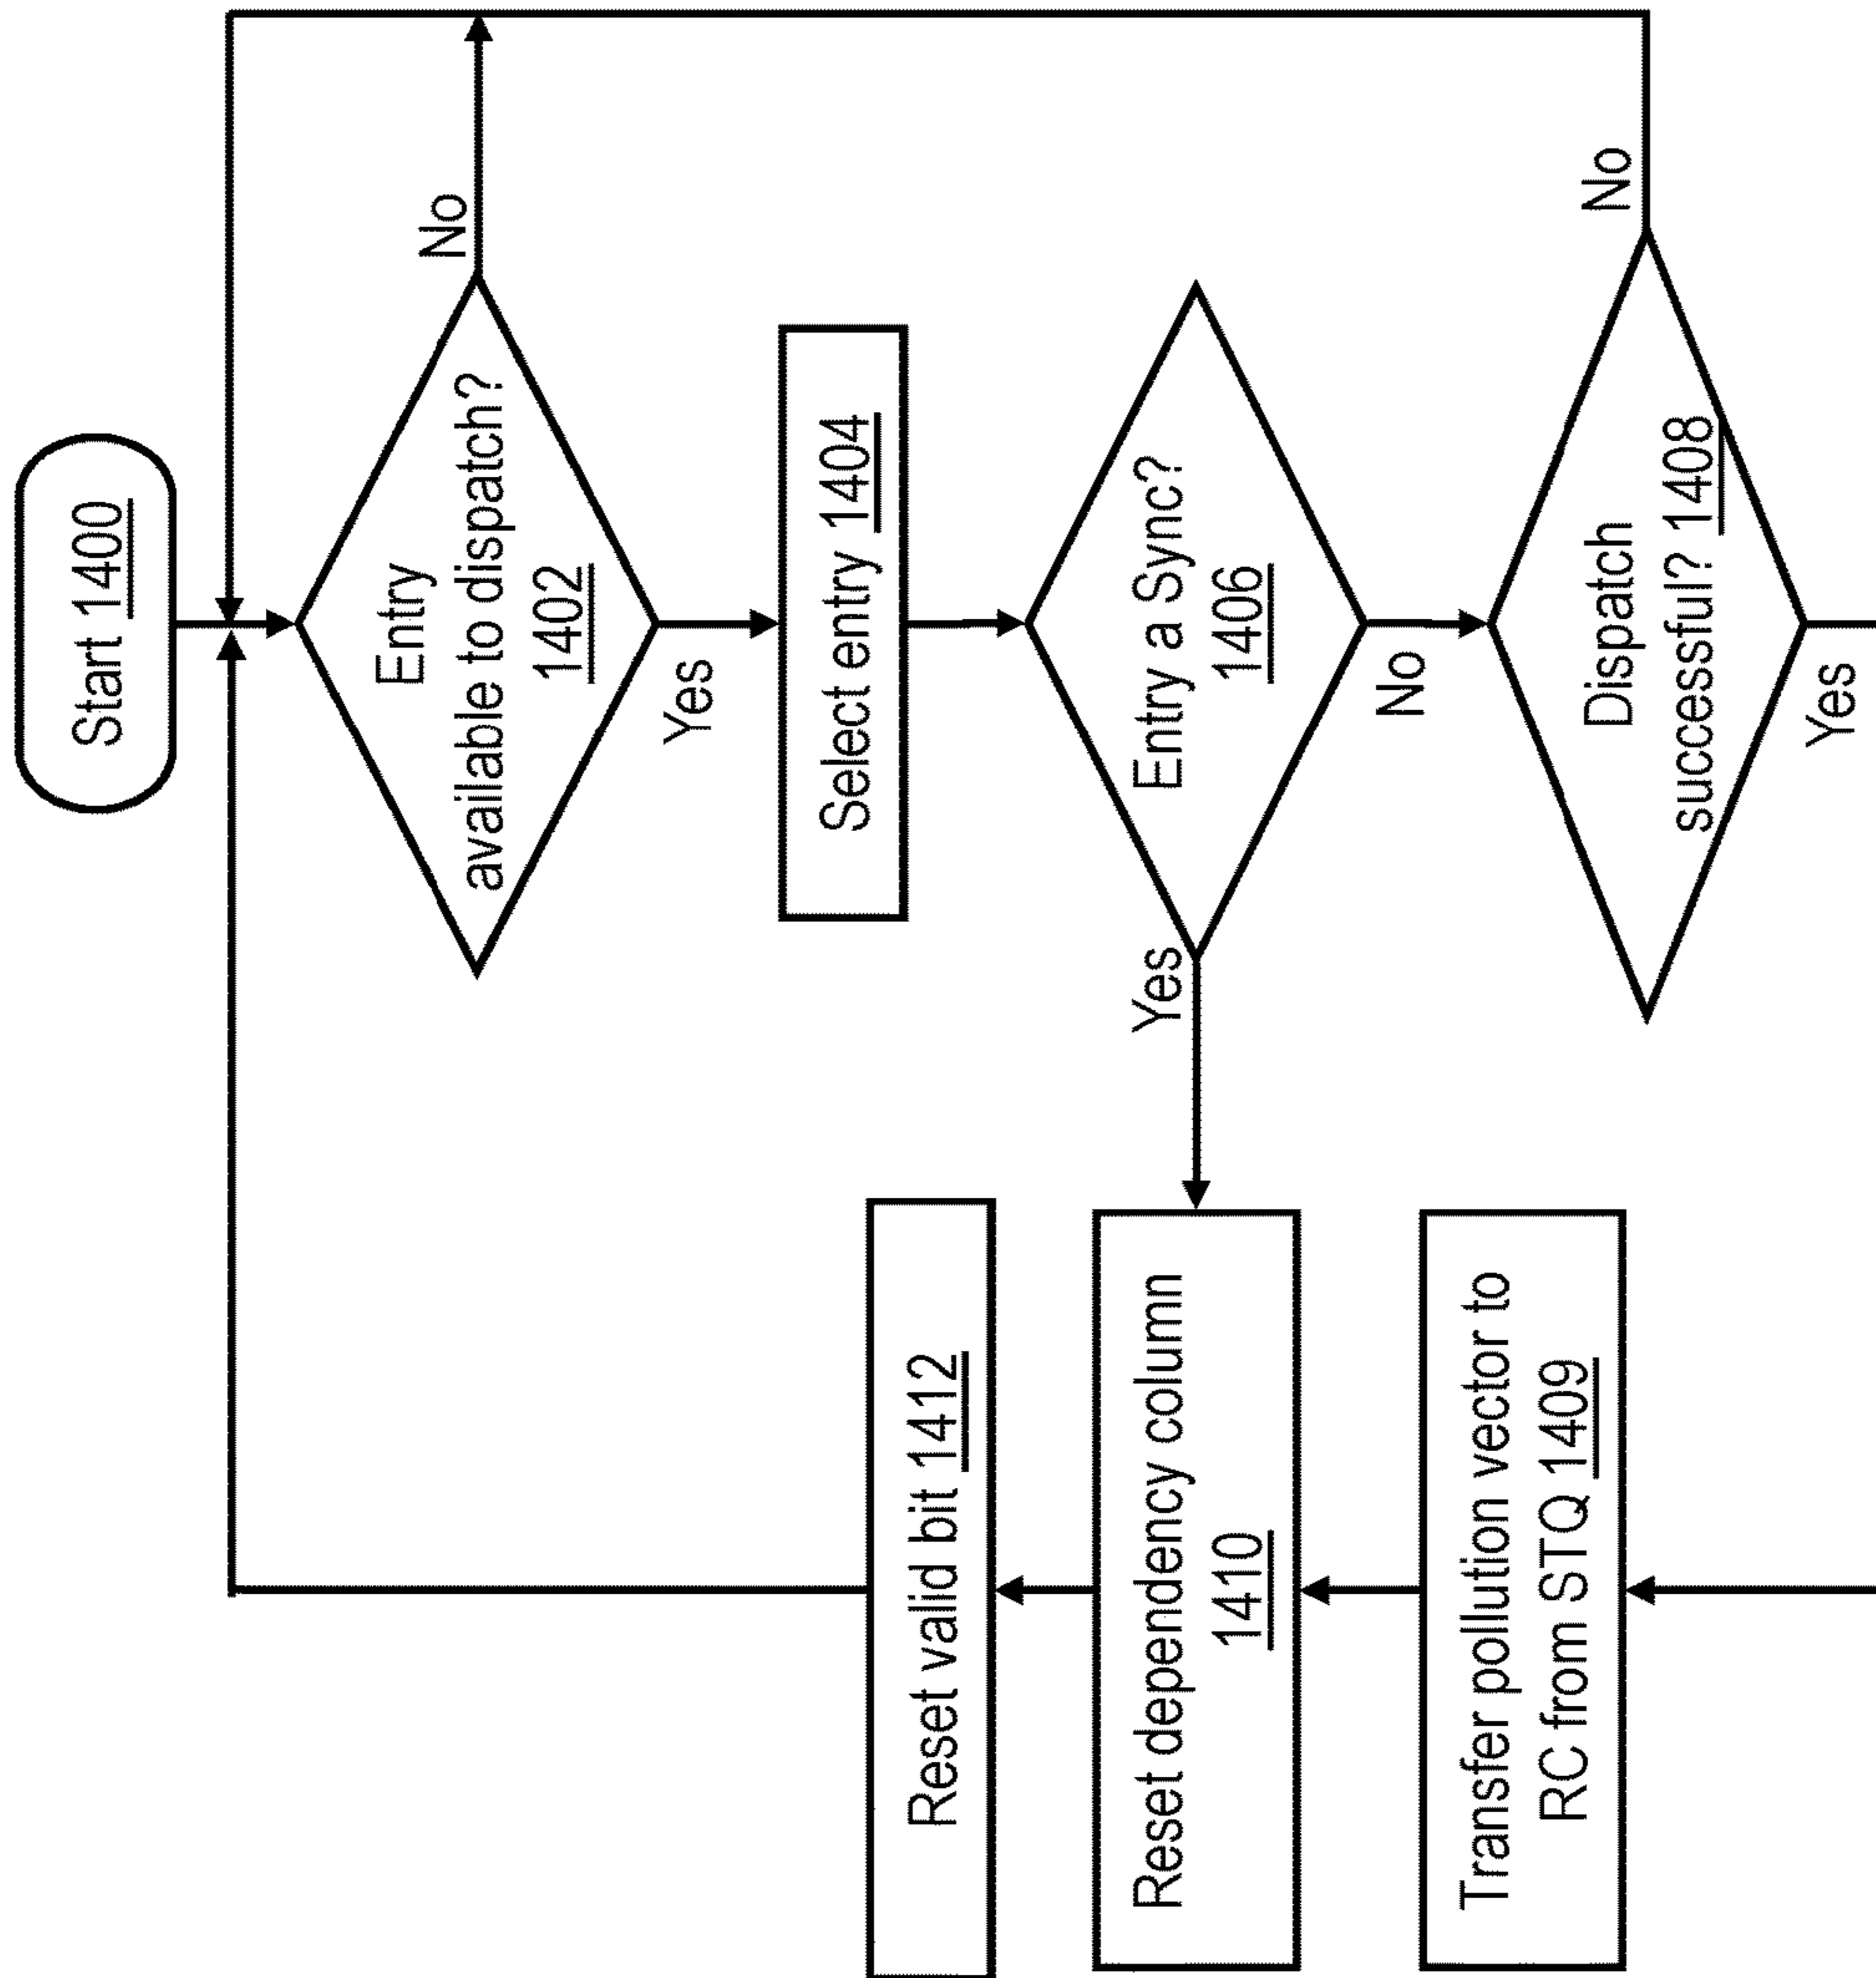 Start 1400
Entry
available to dispatch?
1402
No
Yes
Select entry 1404
Entry a Sync?
1406
Yes
No
Dispatch
successful? 1408
No
Yes
Transfer pollution vector to
RC from STQ 1409
Reset dependency column
1410
Reset valid bit 1412